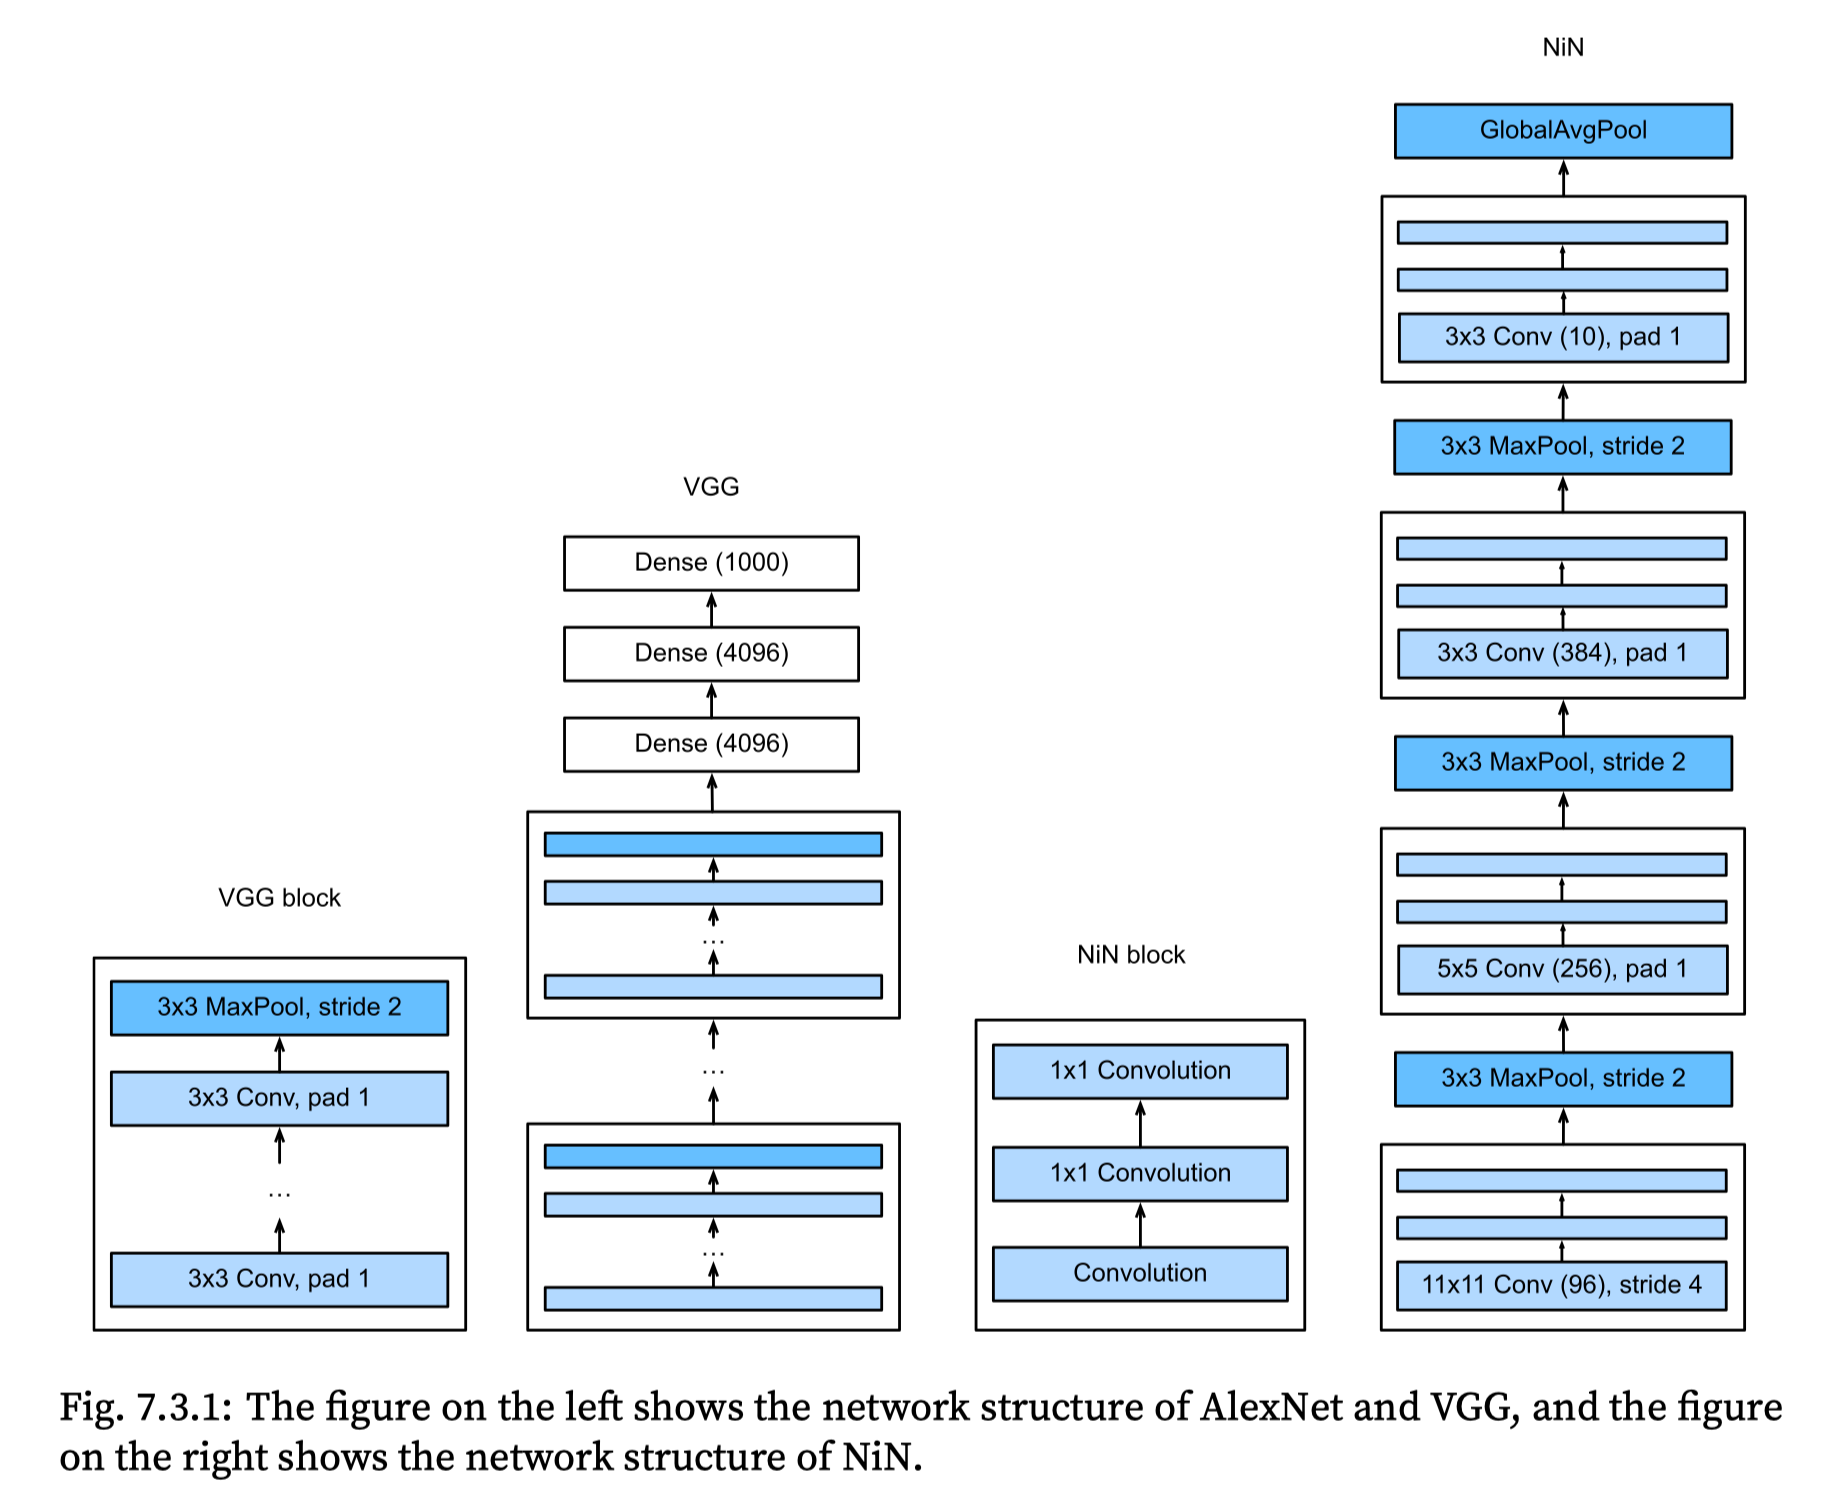 VGG block
3x3 MaxPool, stride 2
3x3 Conv, pad 1
...
3x3 Conv, pad 1
VGG
Dense (1000)
Dense (4096)
Dense (4096)
...
...
...
NiN block
1x1 Convolution
1x1 Convolution
Convolution
NiN
GlobalAvgPool
3x3 Conv (10), pad 1
3x3 MaxPool, stride 2
3x3 Conv (384), pad 1
3x3 MaxPool, stride 2
5x5 Conv (256), pad 1
3x3 MaxPool, stride 2
11x11 Conv (96), stride 4
Fig. 7.3.1: The figure on the left shows the network structure of AlexNet and VGG, and the figure
on the right shows the network structure of NiN.